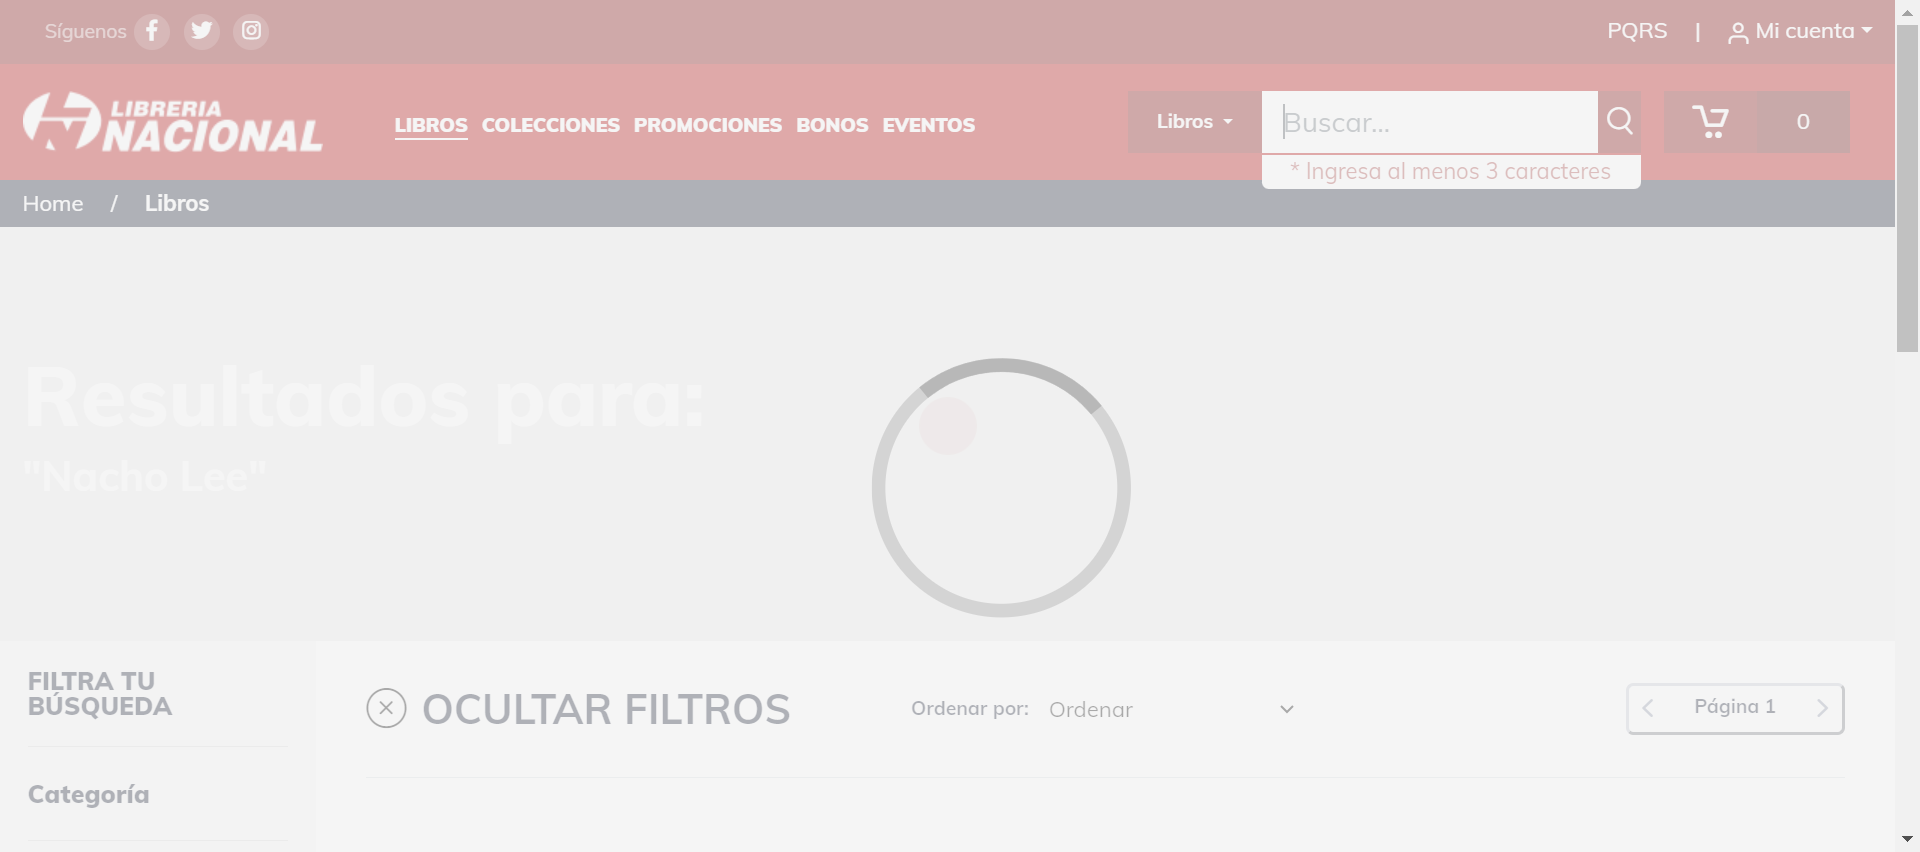 Síguenos
PQRS | Mi cuenta
LIBRERIA
NACIONAL
LIBROS COLECCIONES PROMOCIONES BONOS EVENTOS
Libros
Buscar...
0
* Ingresa al menos 3 caracteres
Home / Libros
Resultados para:
"Nacho Lee"
FILTRA TU
BÚSQUEDA
OCULTAR FILTROS
Ordenar por: Ordenar
Página 1
Categoría